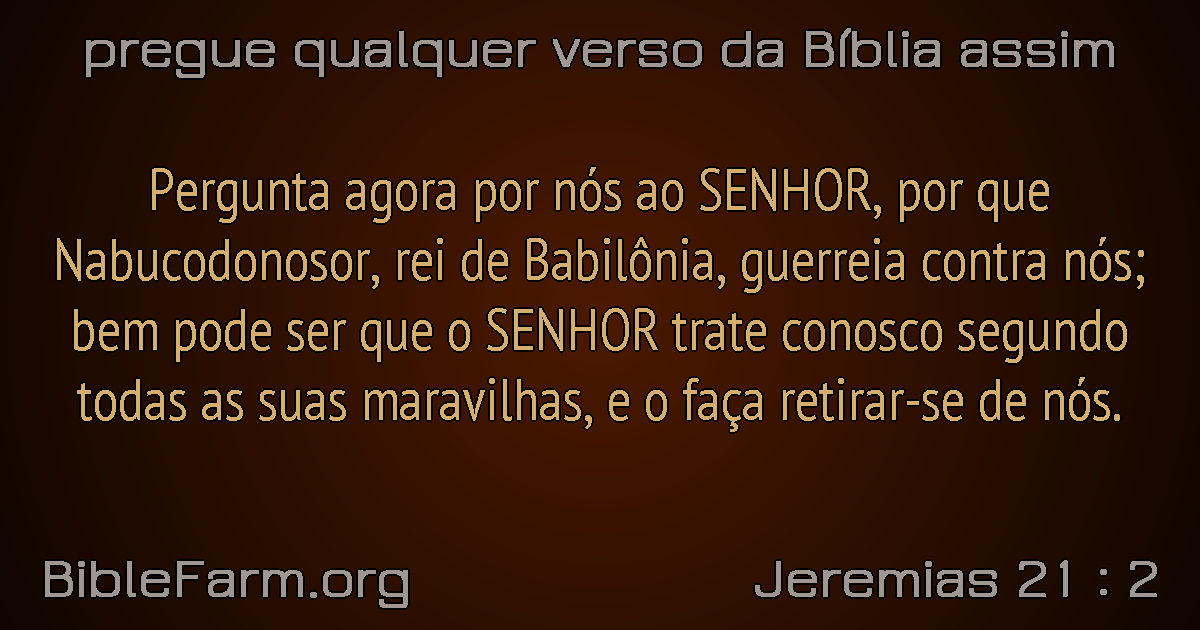 pregue qualquer verso da Bíblia assim
Pergunta agora por nós ao SENHOR, por que
Nabucodonosor, rei de Babilônia, guerreia contra nós;
bem pode ser que o SENHOR trate conosco segundo
todas as suas maravilhas, e o faça retirar-se de nós.
BibleFarm.org
Jeremias 21 : 2